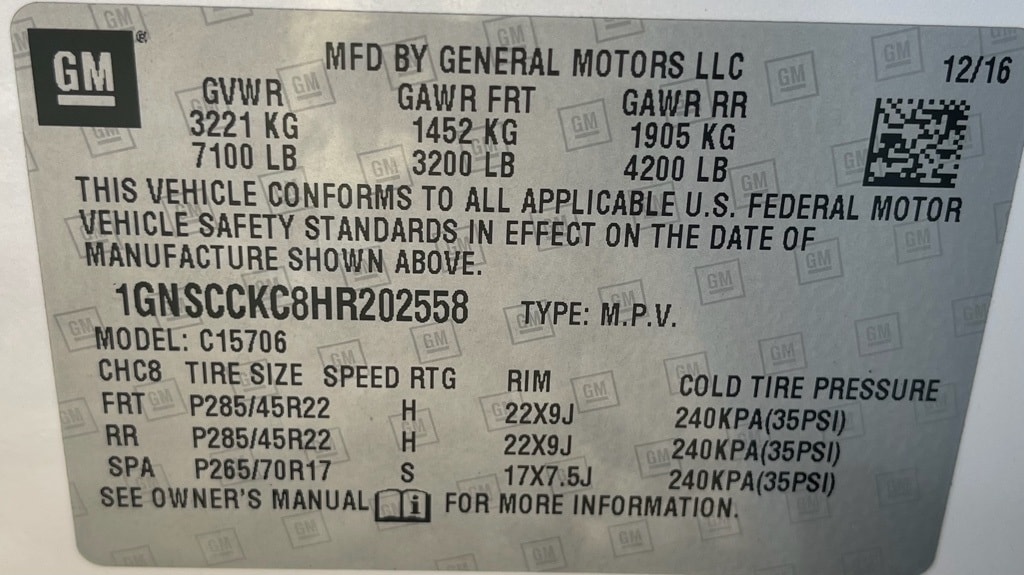 GM
MFD BY GENERAL MOTORS LLC
12/16
GVWR GAWR FRT GAWR RR
3221 KG 1452 KG 1905 KG
7100 LB 3200 LB 4200 LB
THIS VEHICLE CONFORMS TO ALL APPLICABLE U.S. FEDERAL MOTOR
VEHICLE SAFETY STANDARDS IN EFFECT ON THE DATE OF
MANUFACTURE SHOWN ABOVE.
1GNSCCKC8HR202558 TYPE: M.P.V.
MODEL: C15706
CHC8 TIRE SIZE SPEED RTG RIM COLD TIRE PRESSURE
FRT P285/45R22 H 22X9J 240KPA(35PSI)
RR P285/45R22 H 22X9J 240KPA(35PSI)
SPA P265/70R17 S 17X7.5J 240KPA(35PSI)
SEE OWNER'S MANUAL i FOR MORE INFORMATION.